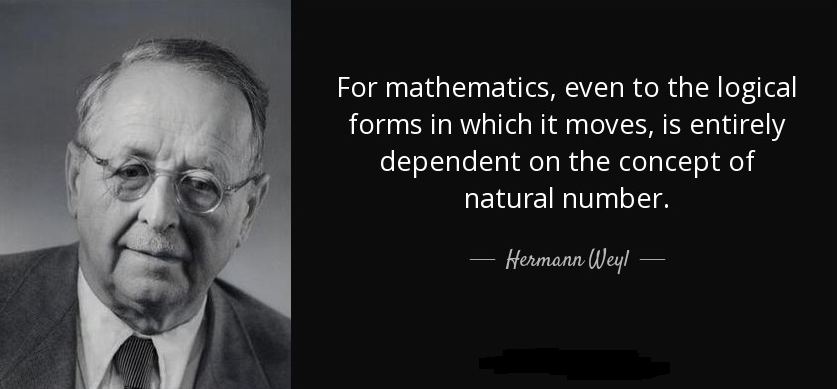 For mathematics, even to the logical
forms in which it moves, is entirely
dependent on the concept of
natural number.
Hermann Weyl